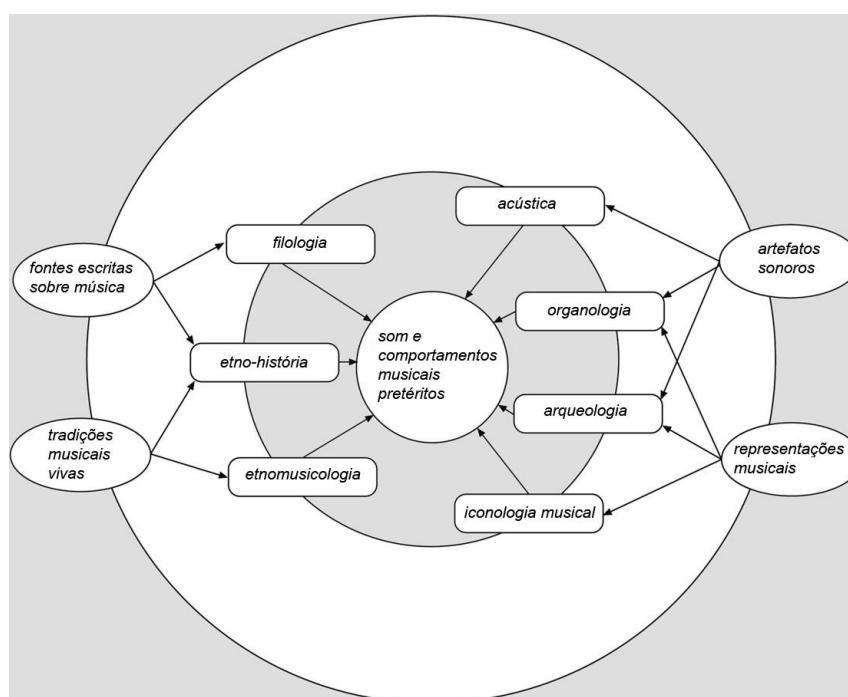 acústica
filologia
fontes escritas
sobre música
artefatos
sonoros
organologia
som e
comportamentos
musicais
pretéritos
etno-história
arqueologia
tradições
musicais
vivas
representações
musicais
etnomusicologia
iconologia musical